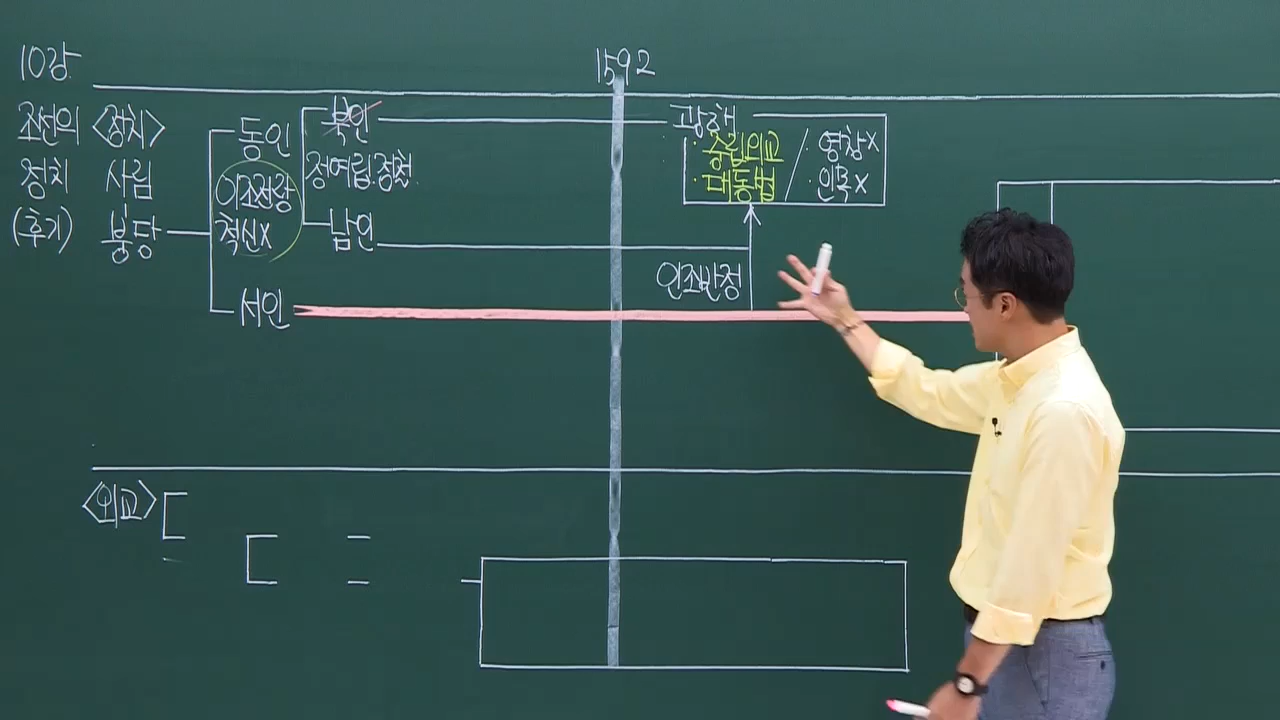 10강
조선의
정치
(후기)
1592
<정치>
사림
붕당
동인
이조전랑
척신x
서인
북인
정여립.정철
남인
광해
· 중립외교
· 대동법
/
· 영창x
· 인목x
인조반정
<외교>